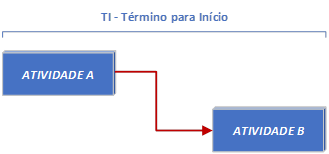 TI - Término para Início
ATIVIDADE A
ATIVIDADE B